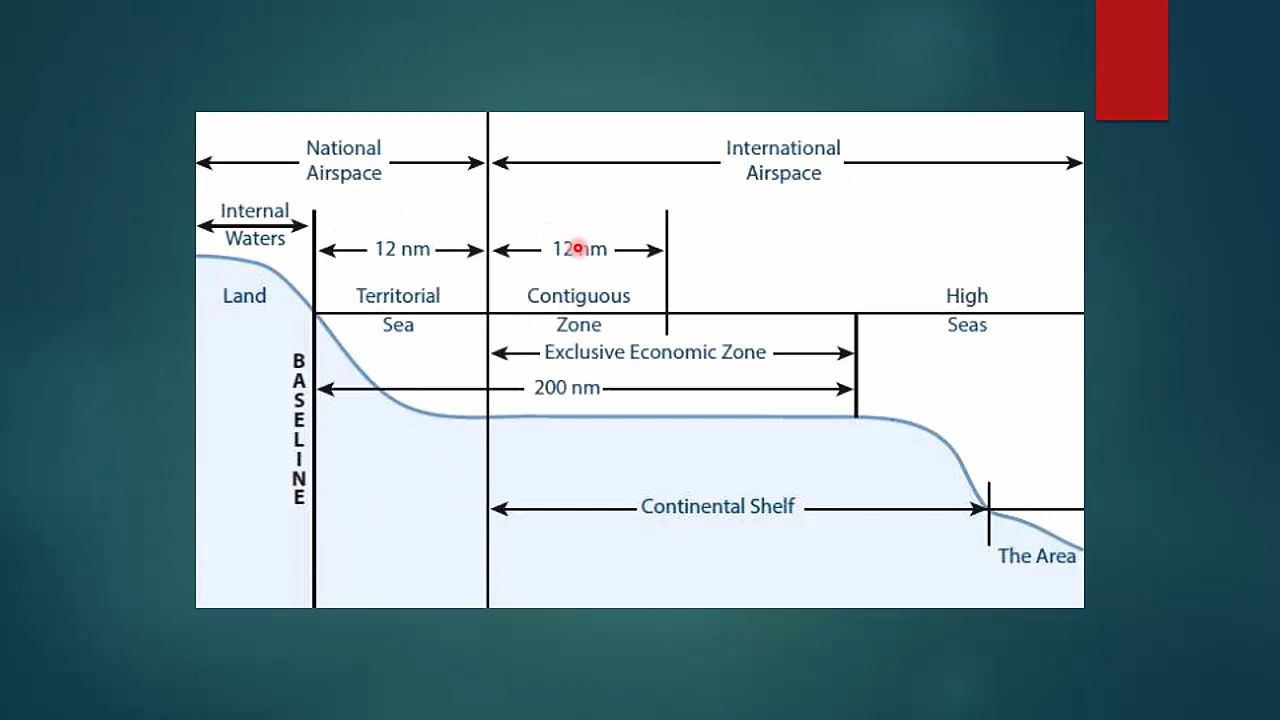 National
Airspace
International
Airspace
Internal
Waters
12 nm
12 nm
Land
Territorial
Sea
Contiguous
Zone
High
Seas
Exclusive Economic Zone
200 nm
BASELINE
Continental Shelf
The Area